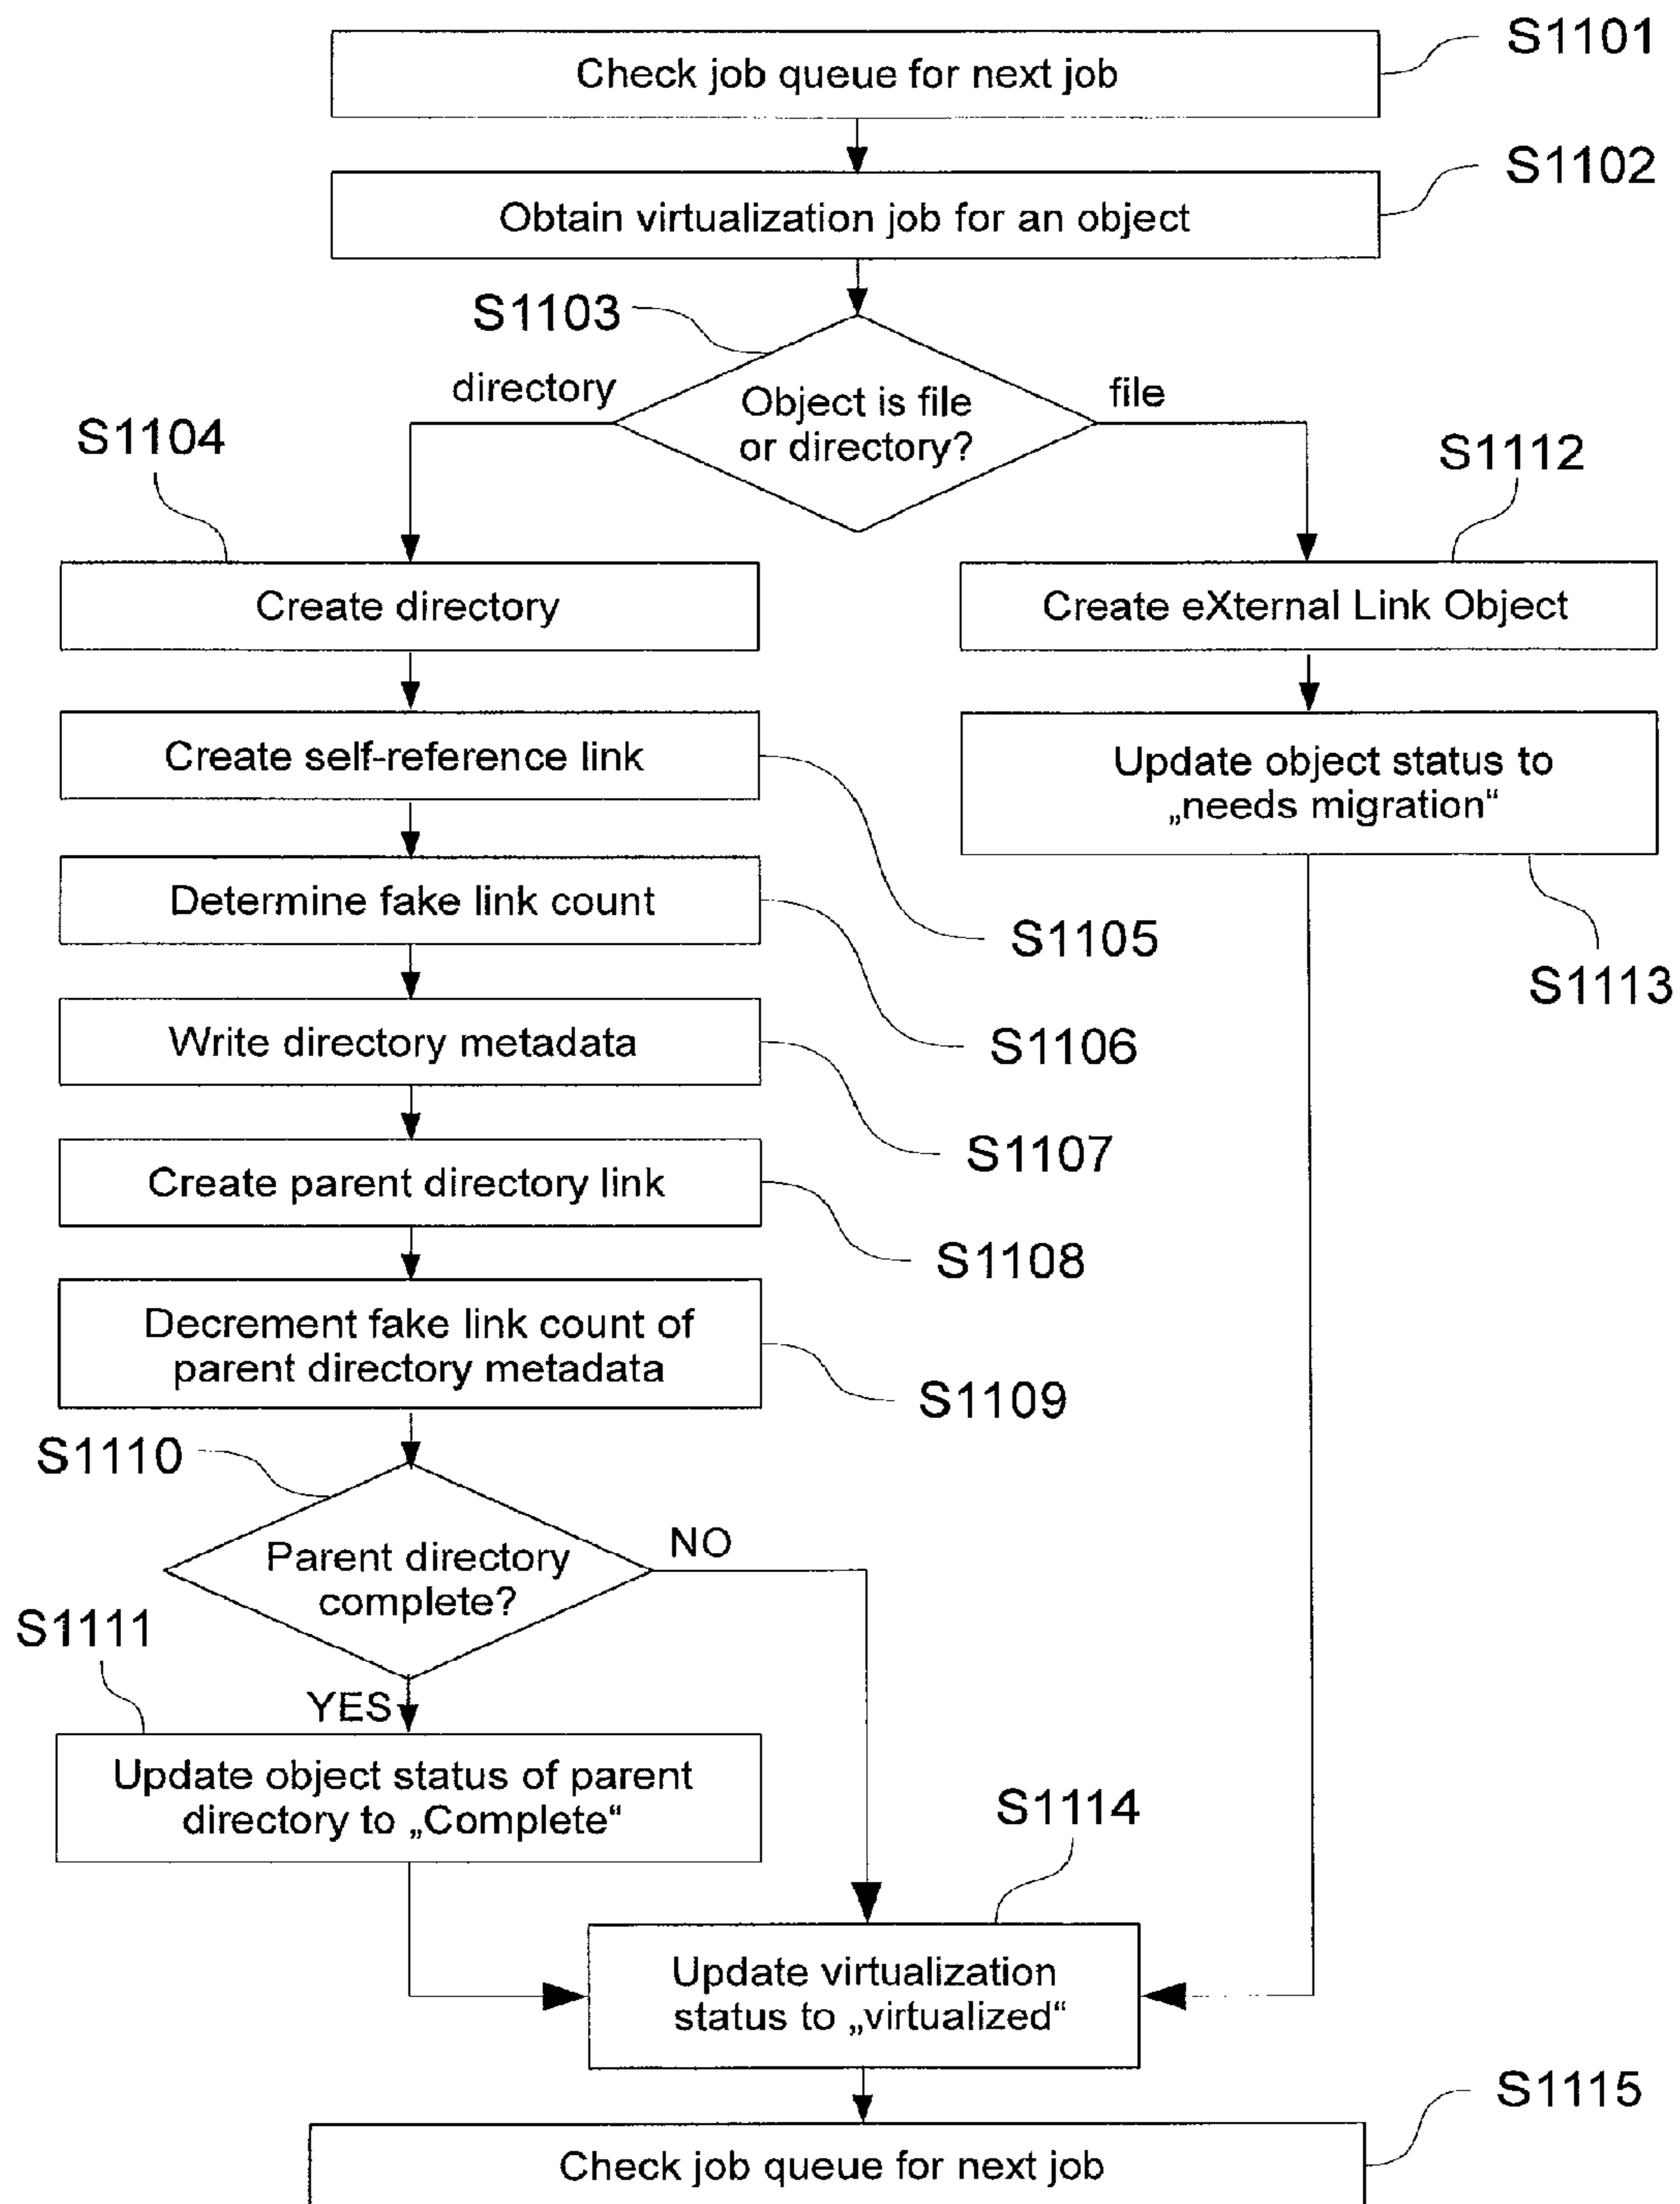 S1101
Check job queue for next job
S1102
Obtain virtualization job for an object
S1103
directory
Object is file
or directory?
file
S1104
S1112
Create directory
Create eXternal Link Object
Create self-reference link
Update object status to
„needs migration“
Determine fake link count
S1105
S1113
Write directory metadata
S1106
Create parent directory link
S1107
S1108
Decrement fake link count of
parent directory metadata
S1109
S1110
Parent directory
complete?
NO
S1111
YES
Update object status of parent
directory to „Complete“
S1114
Update virtualization
status to „virtualized“
S1115
Check job queue for next job